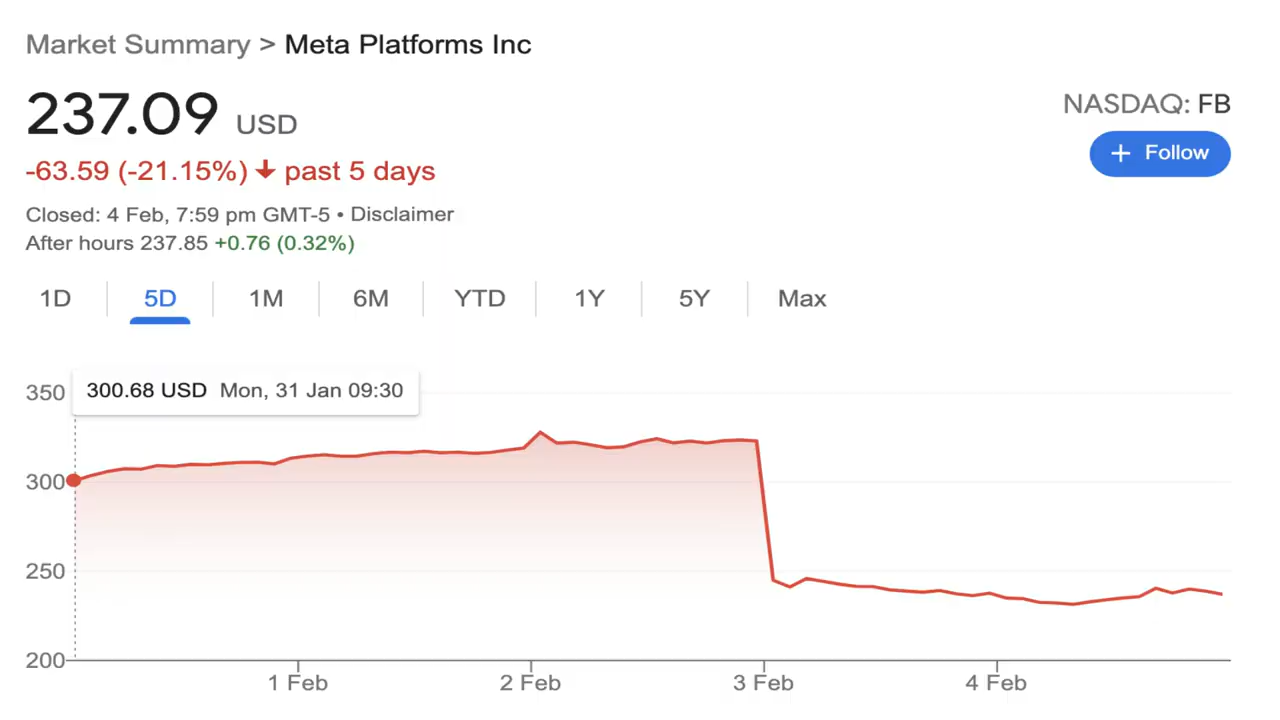 Market Summary > Meta Platforms Inc
237.09 USD
NASDAQ: FB
-63.59 (-21.15%) ↓ past 5 days
+ Follow
Closed: 4 Feb, 7:59 pm GMT-5 • Disclaimer
After hours 237.85 +0.76 (0.32%)
1D 5D 1M 6M YTD 1Y 5Y Max
350
300.68 USD Mon, 31 Jan 09:30
300
250
200
1 Feb 2 Feb 3 Feb 4 Feb